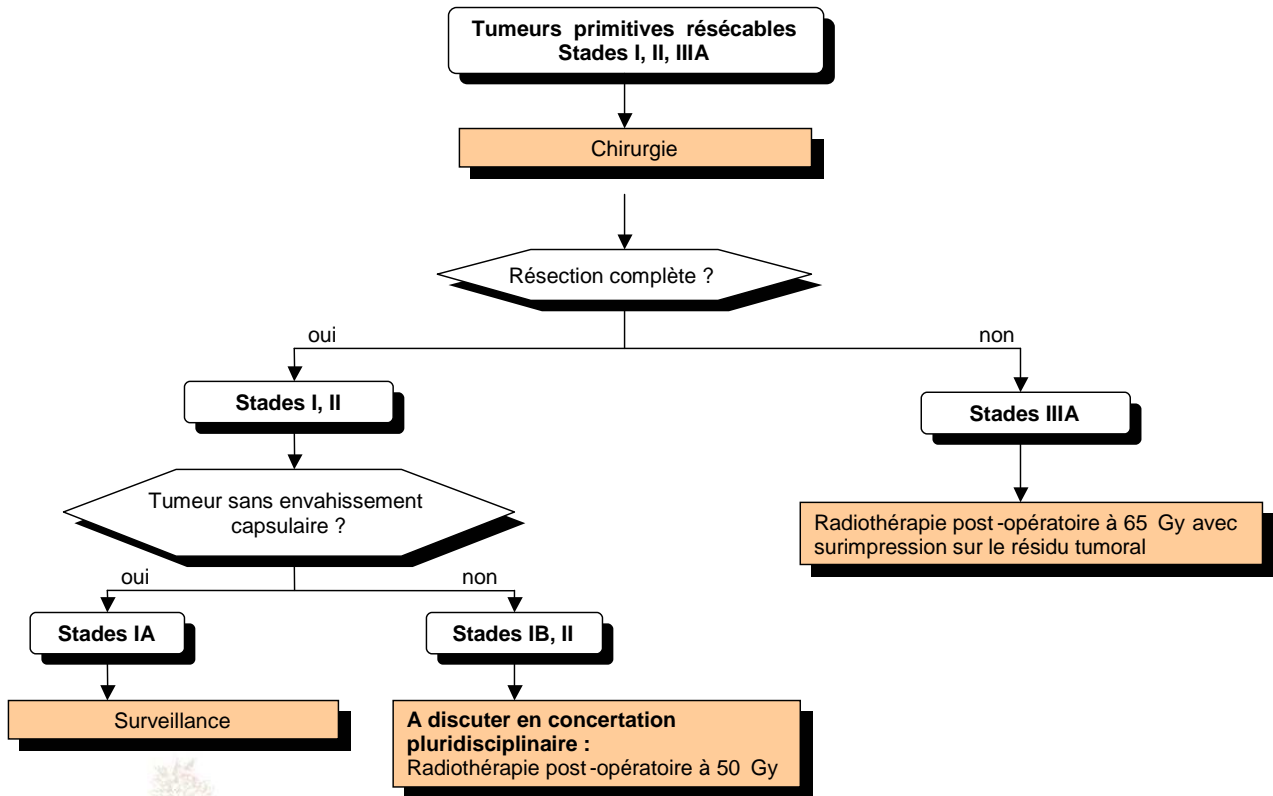 Tumeurs primitives résécables
Stades I, II, IIIA
Chirurgie
Résection complète ?
oui
non
Stades I, II
Stades IIIA
Tumeur sans envahissement
capsulaire ?
Radiothérapie post-opératoire à 65 Gy avec
surimpression sur le résidu tumoral
oui
non
Stades IA
Stades IB, II
Surveillance
A discuter en concertation
pluridisciplinaire :
Radiothérapie post-opératoire à 50 Gy